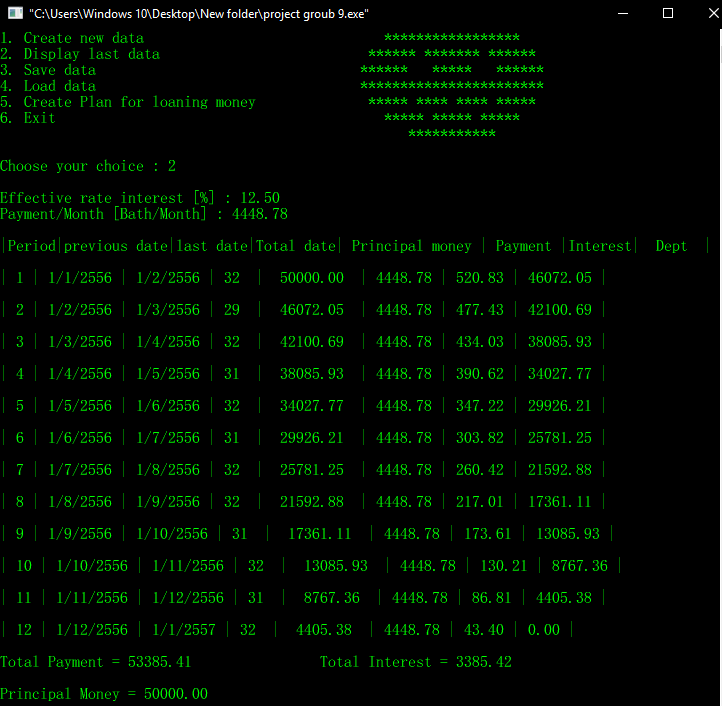 "C:\Users\Windows 10\Desktop\New folder\project groub 9.exe"
1. Create new data *****************
2. Display last data ****** ******* ******
3. Save data ****** ***** ******
4. Load data ***********************
5. Create Plan for loaning money ***** **** **** *****
6. Exit ***** ***** *****
***********
Choose your choice : 2
Effective rate interest [%] : 12.50
Payment/Month [Bath/Month] : 4448.78
|Period|previous date|last date|Total date| Principal money | Payment |Interest| Dept |
| 1 | 1/1/2556 | 1/2/2556 | 32 | 50000.00 | 4448.78 | 520.83 | 46072.05 |
| 2 | 1/2/2556 | 1/3/2556 | 29 | 46072.05 | 4448.78 | 477.43 | 42100.69 |
| 3 | 1/3/2556 | 1/4/2556 | 32 | 42100.69 | 4448.78 | 434.03 | 38085.93 |
| 4 | 1/4/2556 | 1/5/2556 | 31 | 38085.93 | 4448.78 | 390.62 | 34027.77 |
| 5 | 1/5/2556 | 1/6/2556 | 32 | 34027.77 | 4448.78 | 347.22 | 29926.21 |
| 6 | 1/6/2556 | 1/7/2556 | 31 | 29926.21 | 4448.78 | 303.82 | 25781.25 |
| 7 | 1/7/2556 | 1/8/2556 | 32 | 25781.25 | 4448.78 | 260.42 | 21592.88 |
| 8 | 1/8/2556 | 1/9/2556 | 32 | 21592.88 | 4448.78 | 217.01 | 17361.11 |
| 9 | 1/9/2556 | 1/10/2556 | 31 | 17361.11 | 4448.78 | 173.61 | 13085.93 |
| 10 | 1/10/2556 | 1/11/2556 | 32 | 13085.93 | 4448.78 | 130.21 | 8767.36 |
| 11 | 1/11/2556 | 1/12/2556 | 31 | 8767.36 | 4448.78 | 86.81 | 4405.38 |
| 12 | 1/12/2556 | 1/1/2557 | 32 | 4405.38 | 4448.78 | 43.40 | 0.00 |
Total Payment = 53385.41 Total Interest = 3385.42
Principal Money = 50000.00